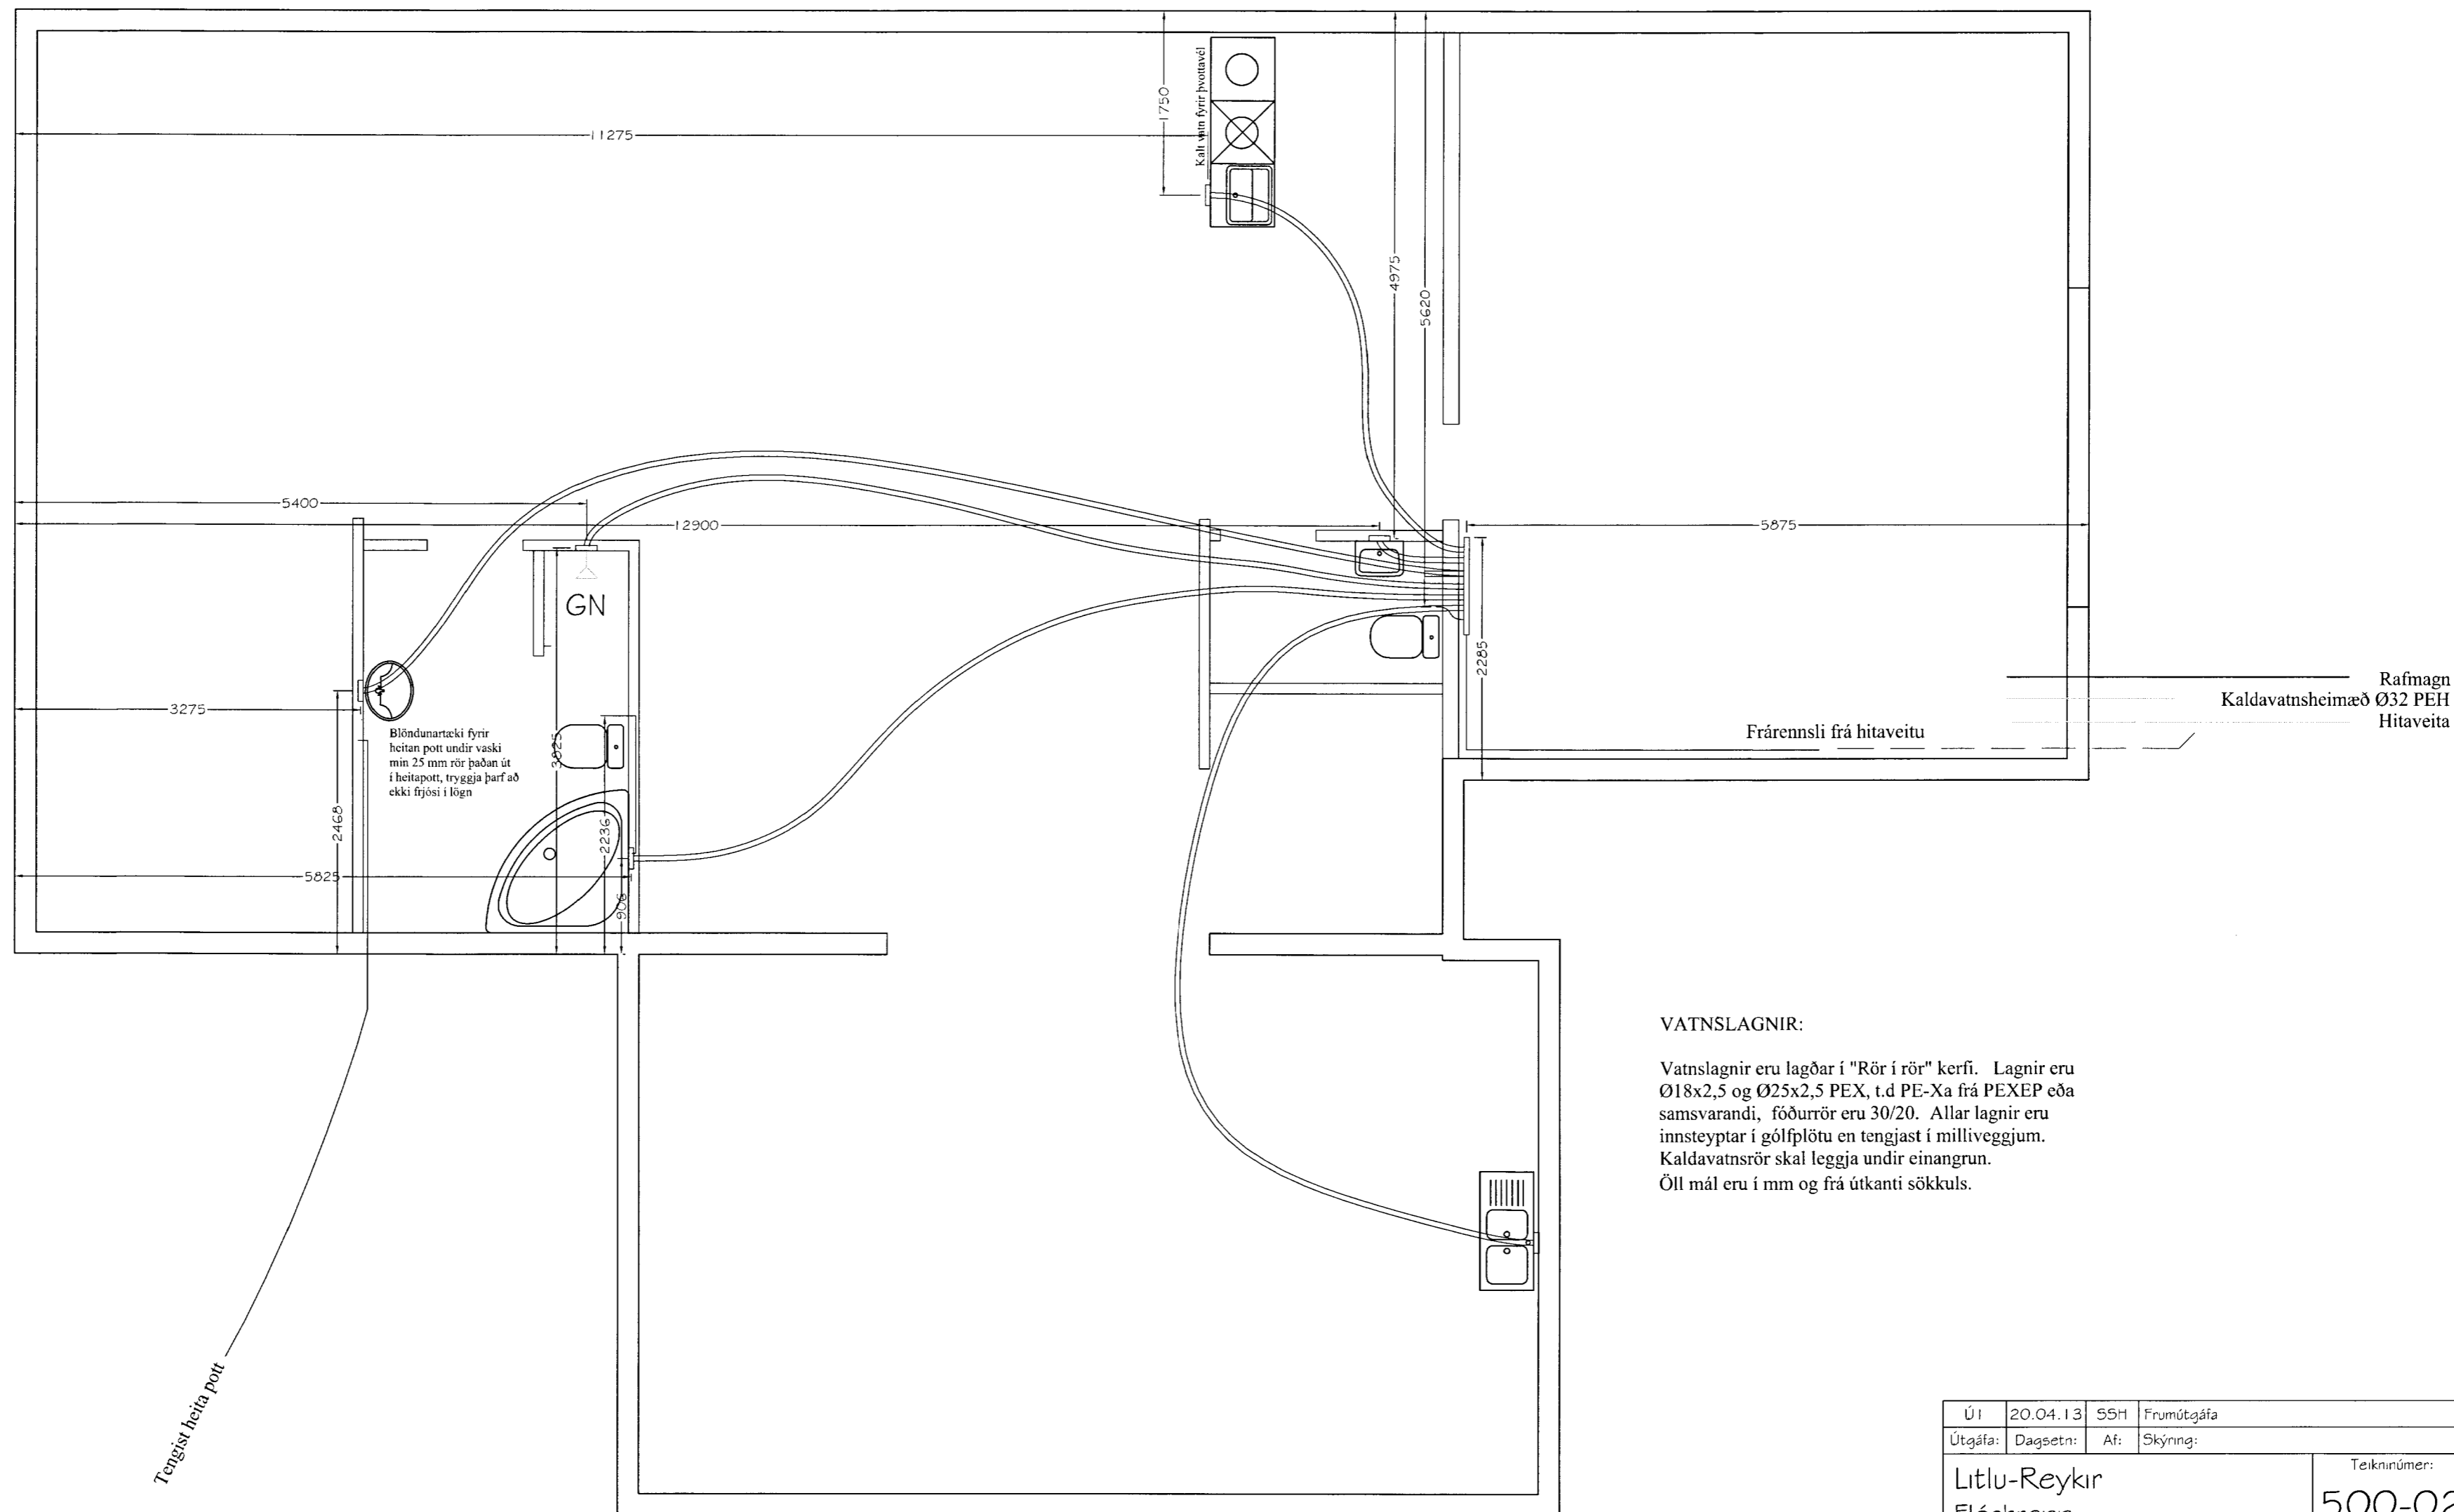 1750
Kalt vatn fyrir þvottavél
11275
4975
5620
5400
12900
5875
GN
2285
3275
Blöndunartæki fyrir
heitan pott undir vaski
min 25 mm rör þaðan út
í heitapott, tryggja þarf að
ekki frjósi í lögn
3825
2468
2236
5825
906
Rafmagn
Kaldavatnsheimæð Ø32 PEH
Hitaveita
Frárennsli frá hitaveitu
VATNSLAGNIR:
Vatnslagnir eru lagðar í "Rör í rör" kerfi. Lagnir eru
Ø18x2,5 og Ø25x2,5 PEX, t.d PE-Xa frá PEXEP eða
samsvarandi, fóðurrör eru 30/20. Allar lagnir eru
innsteyptar í gólfplötu en tengjast í milliveggjum.
Kaldavatnsrör skal leggja undir einangrun.
Öll mál eru í mm og frá útkanti sökkuls.
Tengist heita pott
Ú1 20.04.13 SSH Frumútgáfa
Útgáfa: Dagsetn: Af: Skýring:
Litlu-Reykir
Teikninúmer:
500-02